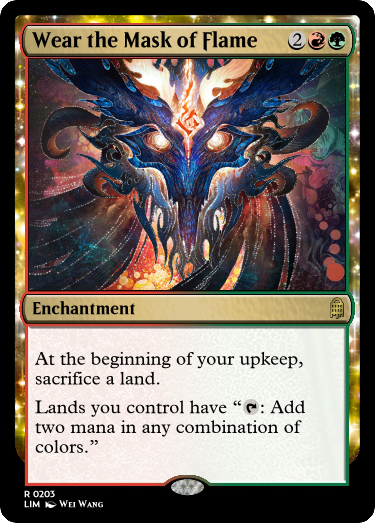 Wear the Mask of Flame 2
Enchantment
At the beginning of your upkeep,
sacrifice a land.
Lands you control have “: Add
two mana in any combination of
colors.”
R 0203
LIM Wei Wang